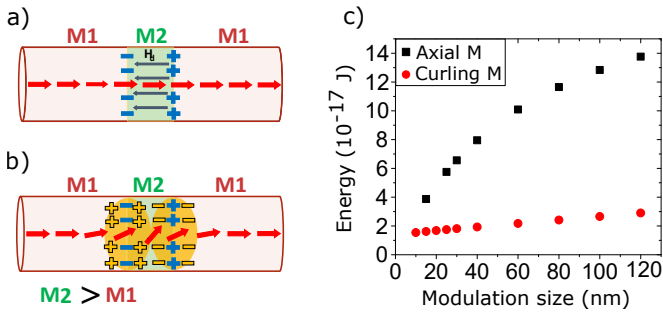 a)
M1 M2 M1
Hd
b)
M1 M2 M1
M2 > M1
c)
Energy (10⁻¹⁷ J)
14
12
10
8
6
4
2
0
Axial M
Curling M
0 20 40 60 80 100 120
Modulation size (nm)